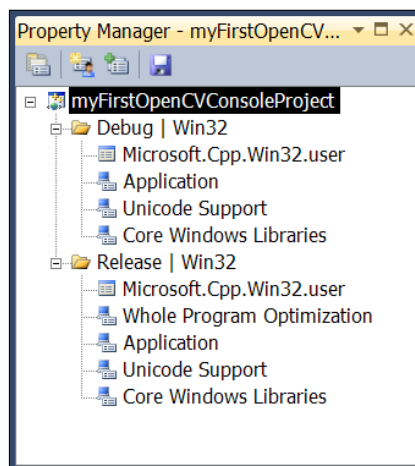 Property Manager - myFirstOpenCV...
myFirstOpenCVConsoleProject
Debug | Win32
Microsoft.Cpp.Win32.user
Application
Unicode Support
Core Windows Libraries
Release | Win32
Microsoft.Cpp.Win32.user
Whole Program Optimization
Application
Unicode Support
Core Windows Libraries